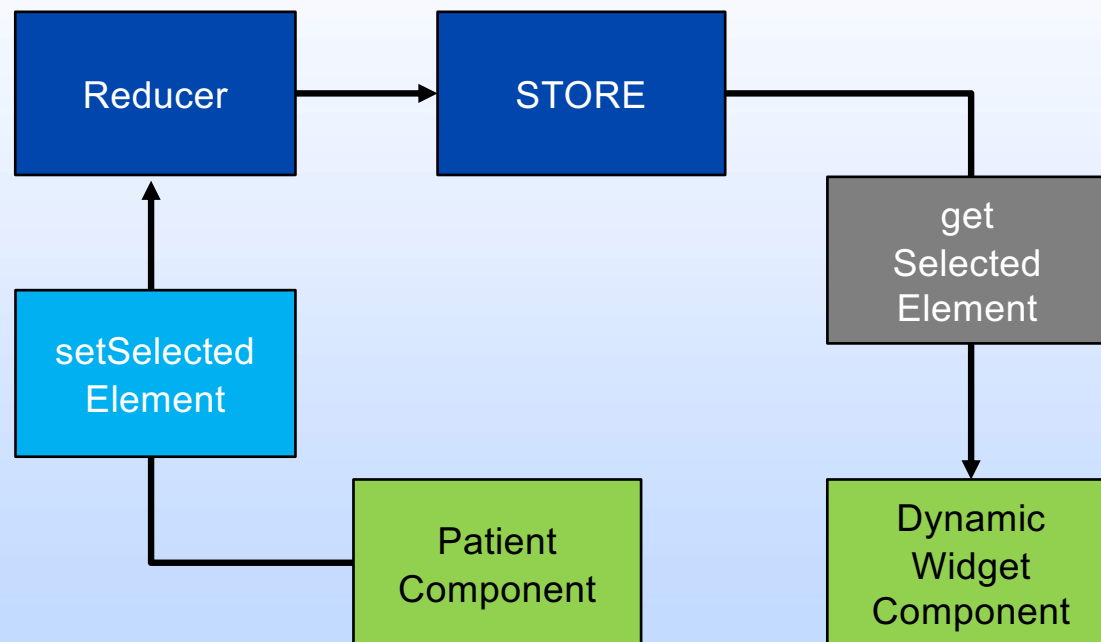 Reducer
STORE
get
Selected
Element
setSelected
Element
Patient
Component
Dynamic
Widget
Component